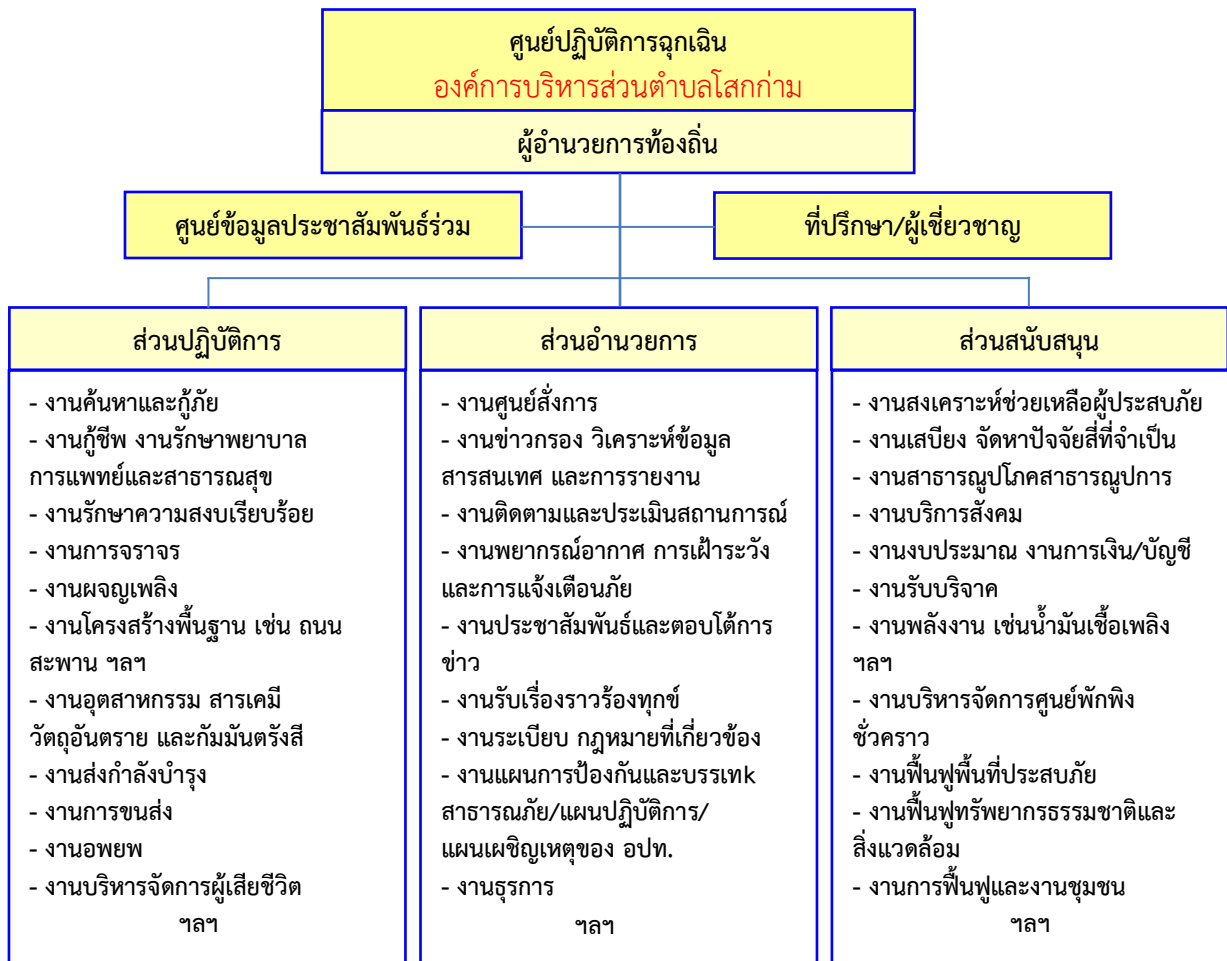 ศูนย์ปฏิบัติการฉุกเฉิน
องค์การบริหารส่วนตำบลโสกก่าม
ผู้อำนวยการท้องถิ่น
ศูนย์ข้อมูลประชาสัมพันธ์ร่วม
ที่ปรึกษา/ผู้เชี่ยวชาญ
ส่วนปฏิบัติการ
- งานค้นหาและกู้ภัย
- งานกู้ชีพ งานรักษาพยาบาล
การแพทย์และสาธารณสุข
- งานรักษาความสงบเรียบร้อย
- งานการจราจร
- งานผจญเพลิง
- งานโครงสร้างพื้นฐาน เช่น ถนน
สะพาน ฯลฯ
- งานอุตสาหกรรม สารเคมี
วัตถุอันตราย และกัมมันตรังสี
- งานส่งกำลังบำรุง
- งานการขนส่ง
- งานอพยพ
- งานบริหารจัดการผู้เสียชีวิต
ฯลฯ
ส่วนอำนวยการ
- งานศูนย์สั่งการ
- งานข่าวกรอง วิเคราะห์ข้อมูล
สารสนเทศ และการรายงาน
- งานติดตามและประเมินสถานการณ์
- งานพยากรณ์อากาศ การเฝ้าระวัง
และการแจ้งเตือนภัย
- งานประชาสัมพันธ์และตอบโต้การ
ข่าว
- งานรับเรื่องราวร้องทุกข์
- งานระเบียบ กฎหมายที่เกี่ยวข้อง
- งานแผนการป้องกันและบรรเทk
สาธารณภัย/แผนปฏิบัติการ/
แผนเผชิญเหตุของ อปท.
- งานธุรการ
ฯลฯ
ส่วนสนับสนุน
- งานสงเคราะห์ช่วยเหลือผู้ประสบภัย
- งานเสบียง จัดหาปัจจัยสี่ที่จำเป็น
- งานสาธารณูปโภคสาธารณูปการ
- งานบริการสังคม
- งานงบประมาณ งานการเงิน/บัญชี
- งานรับบริจาค
- งานพลังงาน เช่นน้ำมันเชื้อเพลิง
ฯลฯ
- งานบริหารจัดการศูนย์พักพิง
ชั่วคราว
- งานฟื้นฟูพื้นที่ประสบภัย
- งานฟื้นฟูทรัพยากรธรรมชาติและ
สิ่งแวดล้อม
- งานการฟื้นฟูและงานชุมชน
ฯลฯ